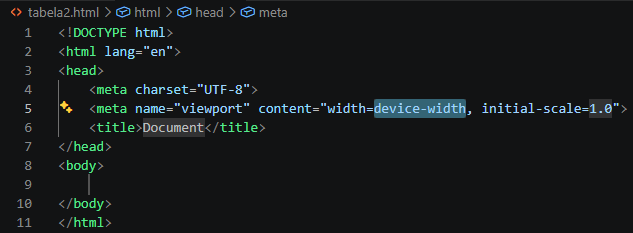 tabela2.html > html > head > meta
1 <!DOCTYPE html>
2 <html lang="en">
3 <head>
4 <meta charset="UTF-8">
5 <meta name="viewport" content="width=device-width, initial-scale=1.0">
6 <title>Document</title>
7 </head>
8 <body>
9
10 </body>
11 </html>